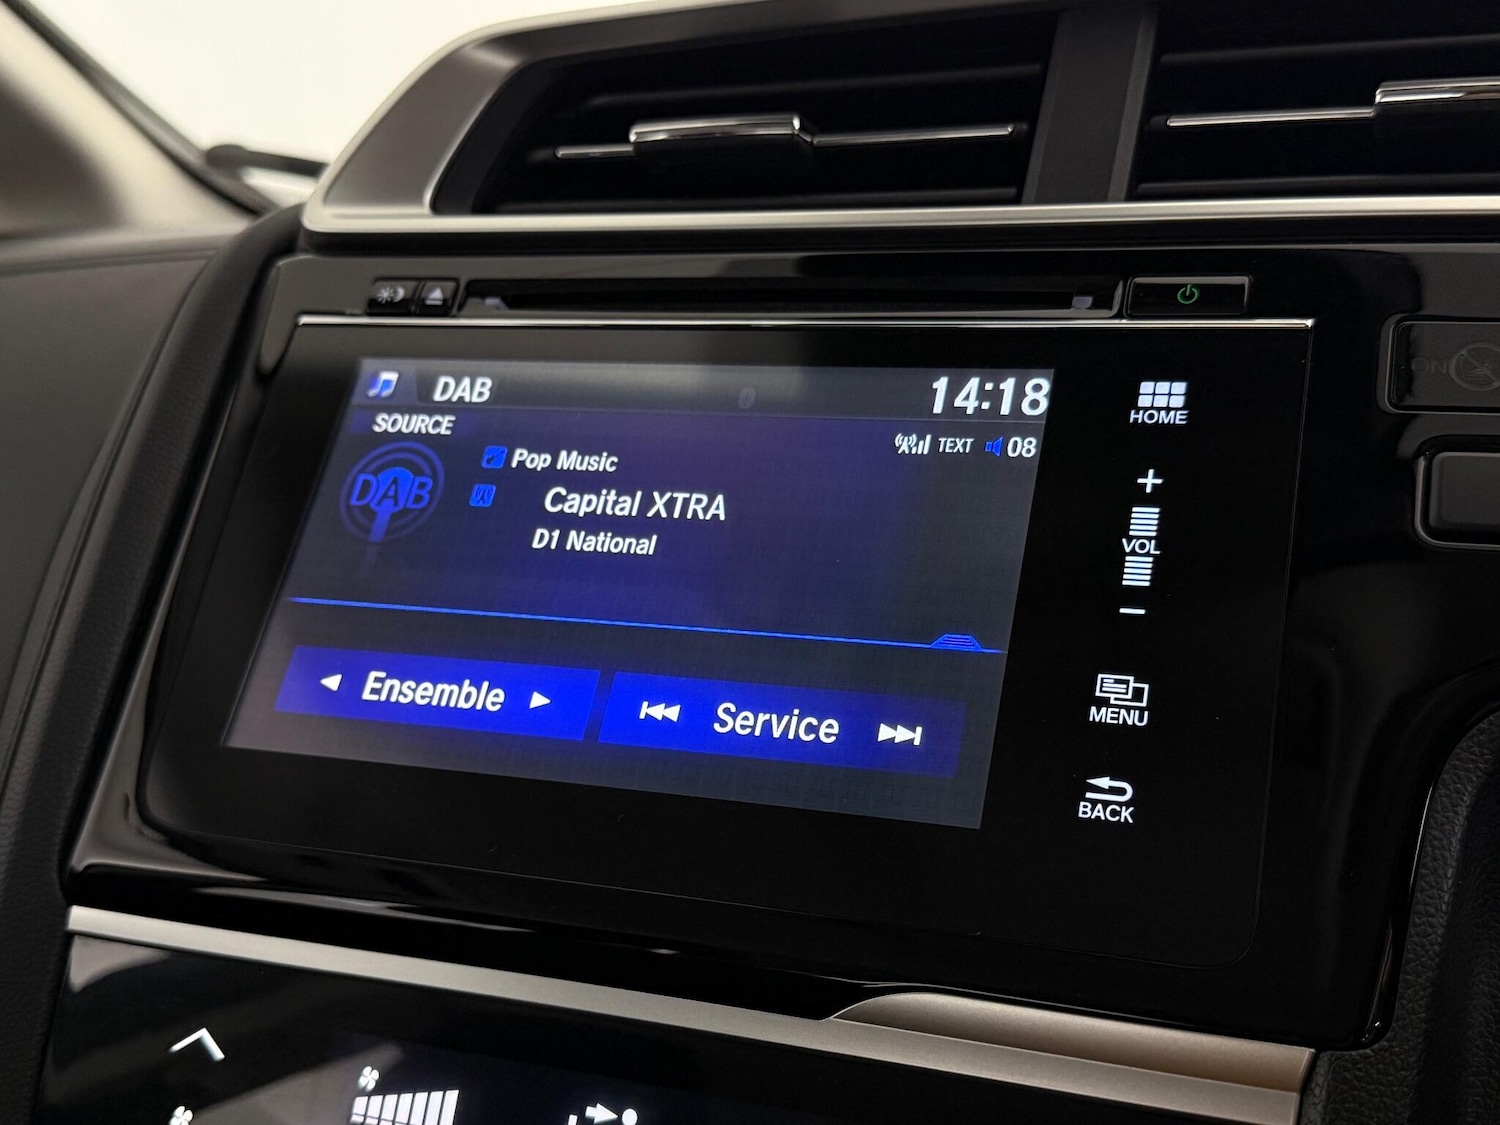 DAB
14:18
SOURCE
TEXT 08
DAB
Pop Music
Capital XTRA
D1 National
Ensemble
Service
HOME
+
VOL
−
MENU
BACK
ON